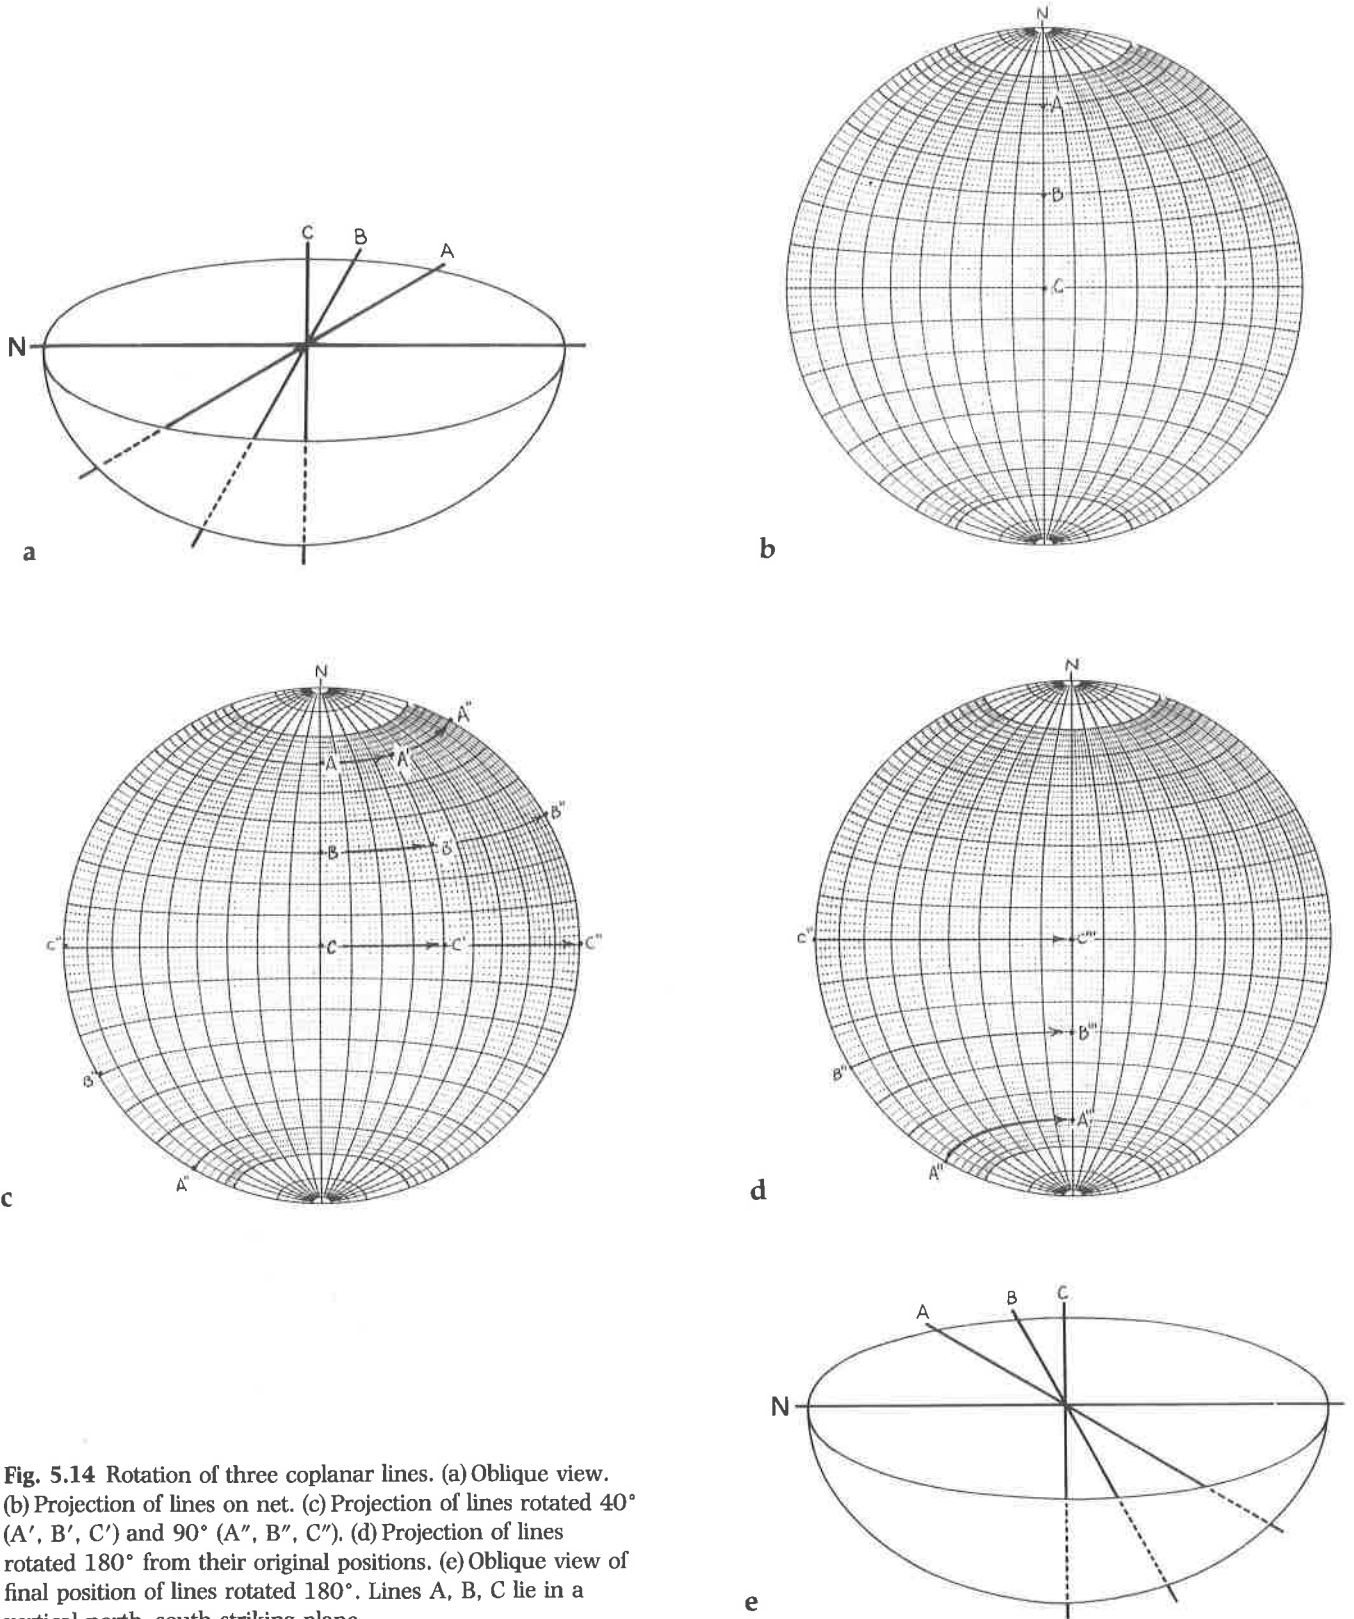 C
B
A
N
a
N
A
B
C
b
N
A
A'
A"
B
B
B"
C"
C
C'
C"
B"
A"
c
N
C"
C'''
B'''
B"
A'''
A"
d
A
B
C
N
e
Fig. 5.14 Rotation of three coplanar lines. (a) Oblique view.
(b) Projection of lines on net. (c) Projection of lines rotated 40°
(A′, B′, C′) and 90° (A″, B″, C″). (d) Projection of lines
rotated 180° from their original positions. (e) Oblique view of
final position of lines rotated 180°. Lines A, B, C lie in a